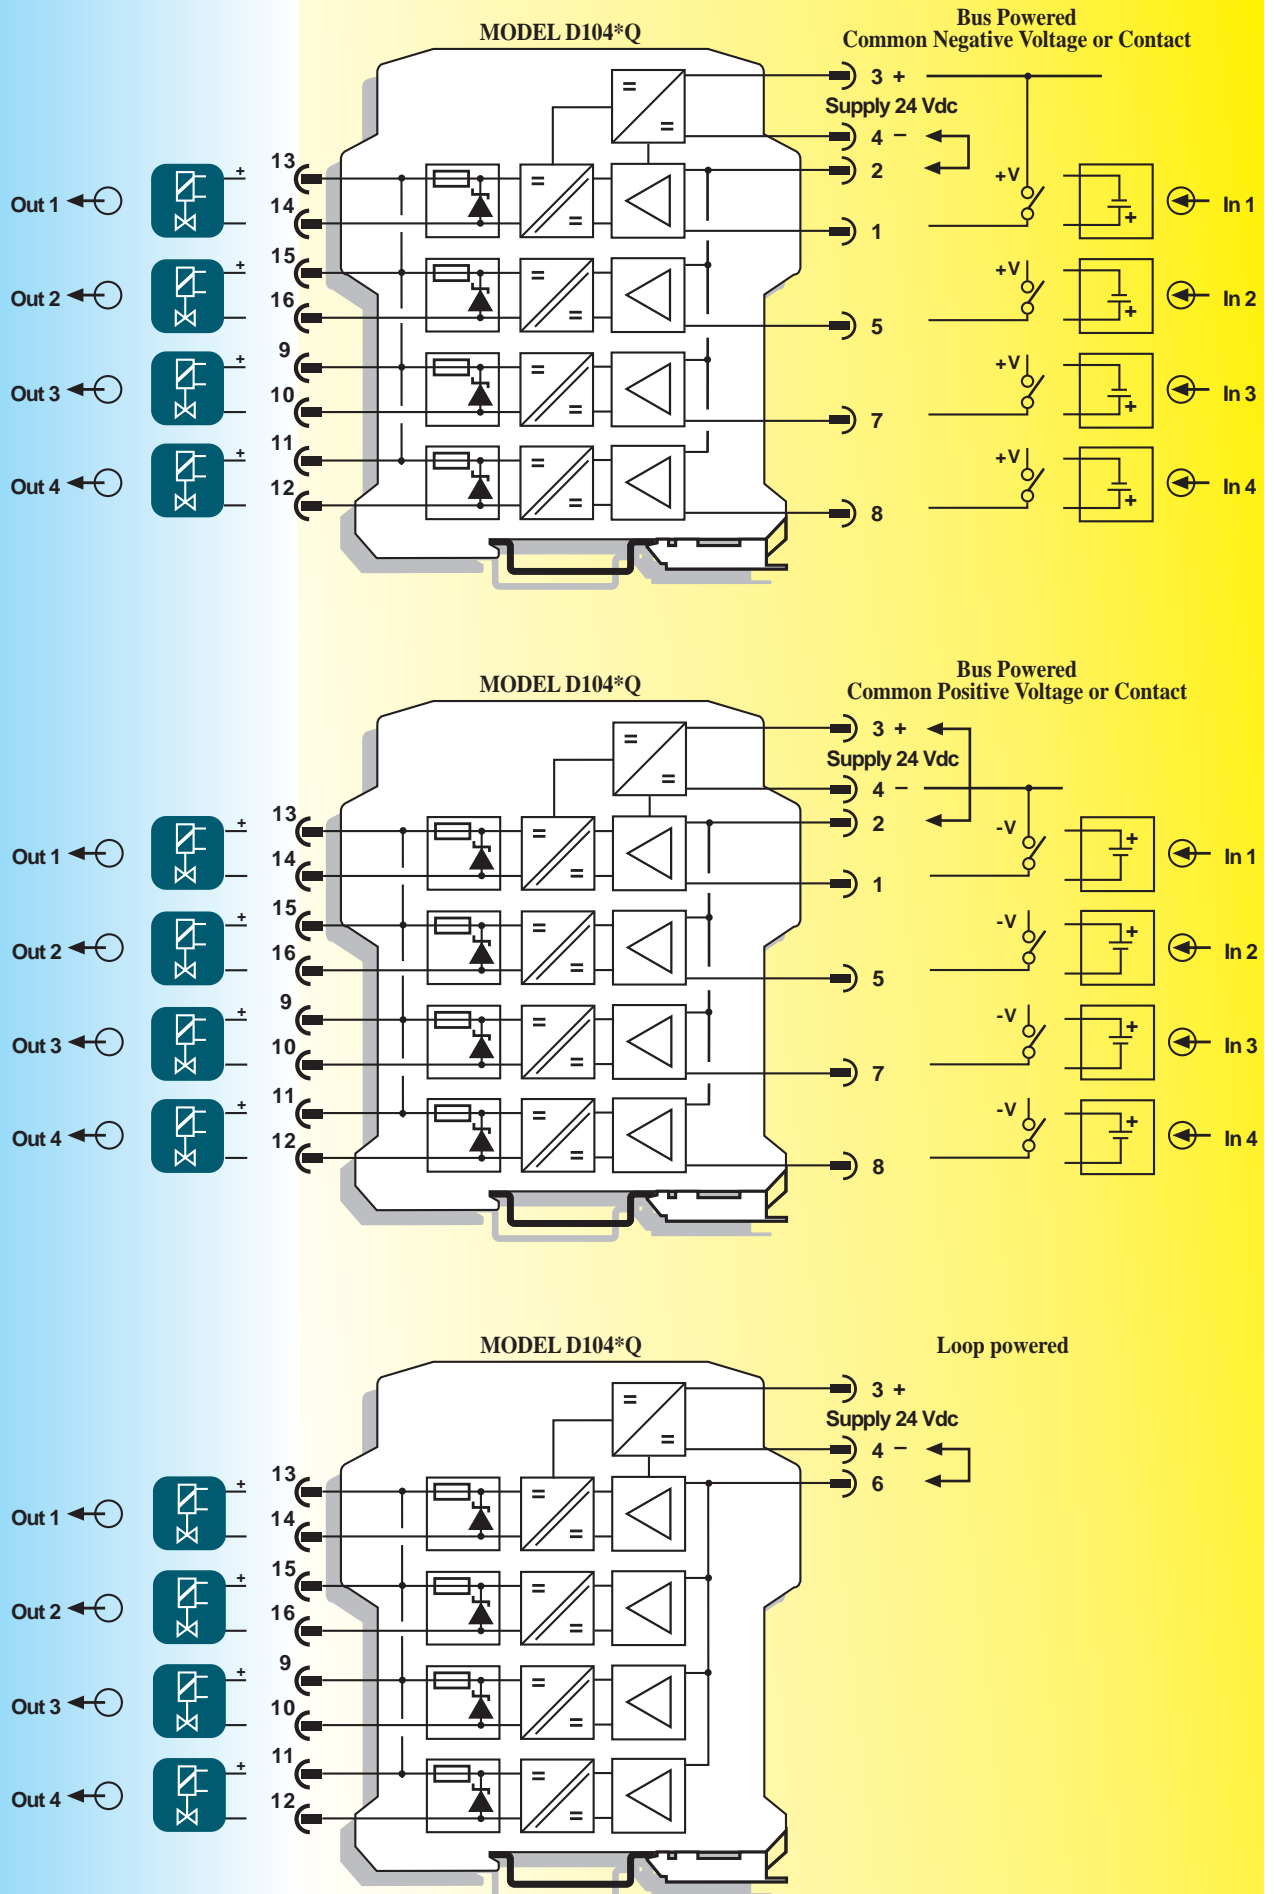 MODEL D104*Q
Bus Powered
Common Negative Voltage or Contact
3 +
Supply 24 Vdc
4 –
2
+V
1
In 1
13
14
Out 1
15
16
Out 2
+V
5
In 2
9
10
Out 3
+V
7
In 3
11
12
Out 4
+V
8
In 4
MODEL D104*Q
Bus Powered
Common Positive Voltage or Contact
3 +
Supply 24 Vdc
4 –
2
-V
1
In 1
13
14
Out 1
15
16
Out 2
-V
5
In 2
9
10
Out 3
-V
7
In 3
11
12
Out 4
-V
8
In 4
MODEL D104*Q
Loop powered
3 +
Supply 24 Vdc
4 –
6
13
14
Out 1
15
16
Out 2
9
10
Out 3
11
12
Out 4